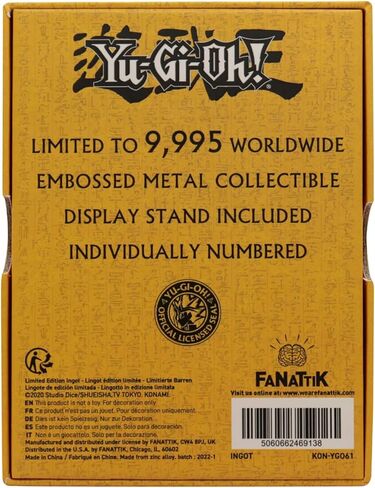 Yu-Gi-Oh!
LIMITED TO 9,995 WORLDWIDE
EMBOSSED METAL COLLECTIBLE
DISPLAY STAND INCLUDED
INDIVIDUALLY NUMBERED
YU-GI-OH!
OFFICIAL LICENSED SEAL
FANATTIK
Visit us online at: www.wearefanattik.com
Limited Edition Ingot - Lingot édition limitée - Limitierte Barren
Lingote de edición limitada - Lingotto in edizione limitata
©2020 Studio Dice/SHUEISHA,TV TOKYO, KONAMI.
EN This product is not a toy. For decoration only
FR Ce produit n'est pas un jouet. Pour décoration uniquement.
DE Dies ist kein Spielzeug. Nur zur Dekoration.
ES Este producto no es un juguete. Solo para decoración.
IT Non è un giocattolo. Solo per la decorazione.
Manufactured and distributed by FANATTIK, CW4 8PJ, UK
Distributed in the U.S.A. by FANATTIK, Chicago, IL. 60602
Made in China / Fabriqué en China. Made from zinc alloy. batch : 2022-1
5060662469138
INGOT KON-YGO61